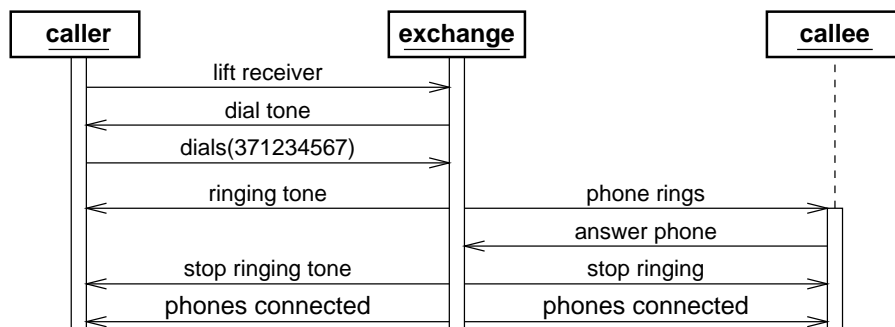 caller
exchange
callee
lift receiver
dial tone
dials(371234567)
ringing tone
phone rings
answer phone
stop ringing tone
stop ringing
phones connected
phones connected